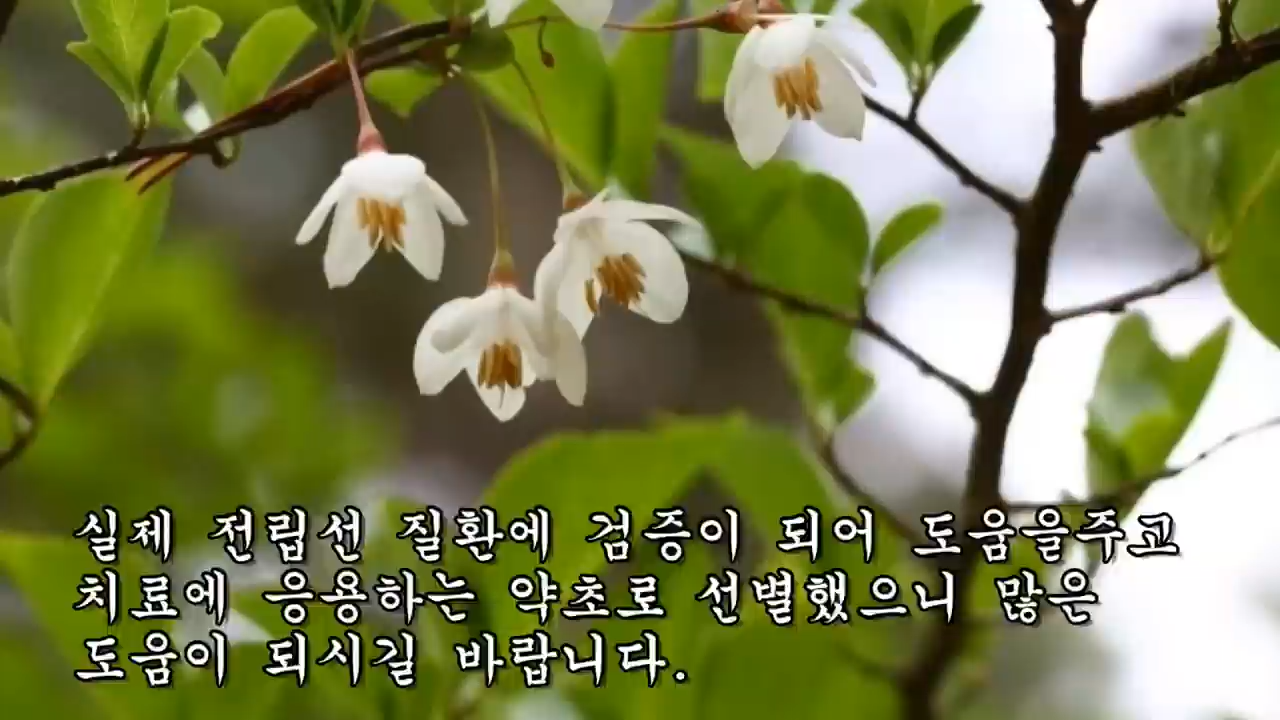 실제 전립선 질환에 검증이 되어 도움을주고
치료에 응용하는 약초로 선별했으니 많은
도움이 되시길 바랍니다.